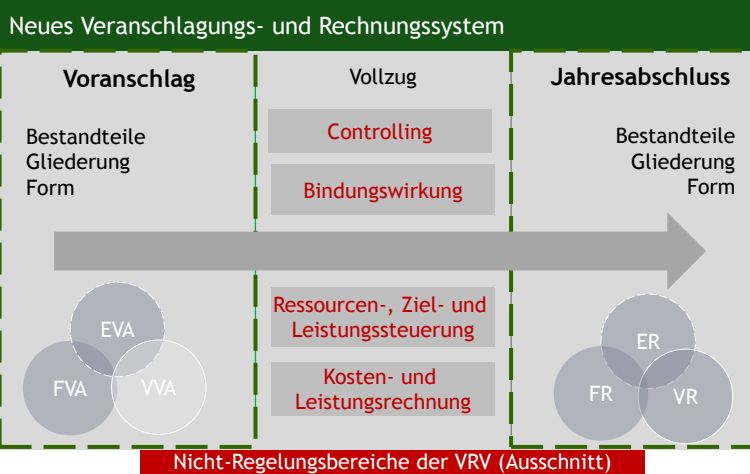 Neues Veranschlagungs- und Rechnungssystem
Voranschlag
Bestandteile
Gliederung
Form
EVA
FVA
VVA
Vollzug
Controlling
Bindungswirkung
Ressourcen-, Ziel- und
Leistungssteuerung
Kosten- und
Leistungsrechnung
Jahresabschluss
Bestandteile
Gliederung
Form
ER
FR
VR
Nicht-Regelungsbereiche der VRV (Ausschnitt)